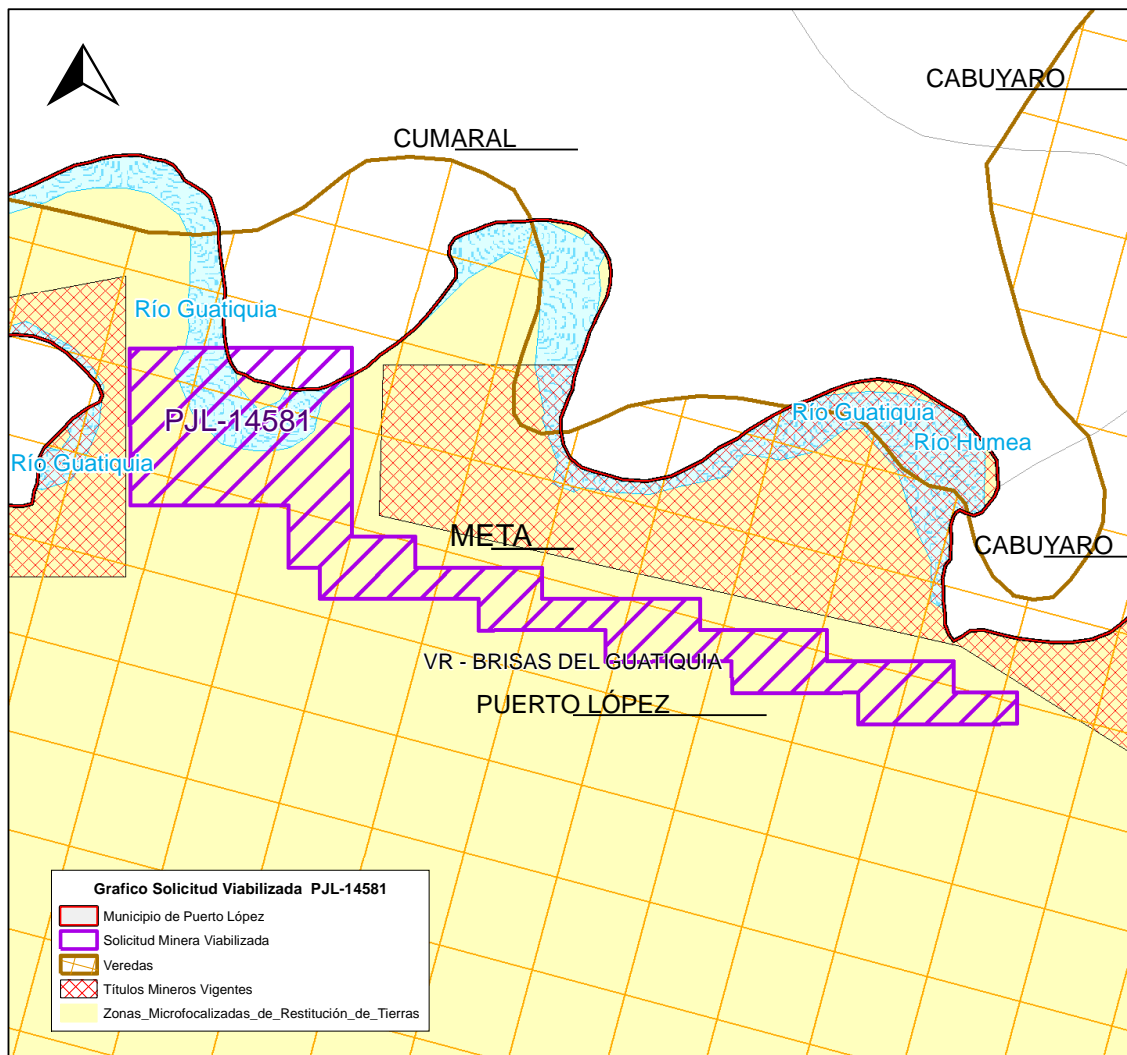 CABUYARO
CUMARAL
Río Guatiquia
PJL-14581
Río Guatiquia
Río Guatiquia
Río Humea
META
CABUYARO
VR - BRISAS DEL GUATIQUIA
PUERTO LÓPEZ
Grafico Solicitud Viabilizada PJL-14581
Municipio de Puerto López
Solicitud Minera Viabilizada
Veredas
Títulos Mineros Vigentes
Zonas_Microfocalizadas_de_Restitución_de_Tierras